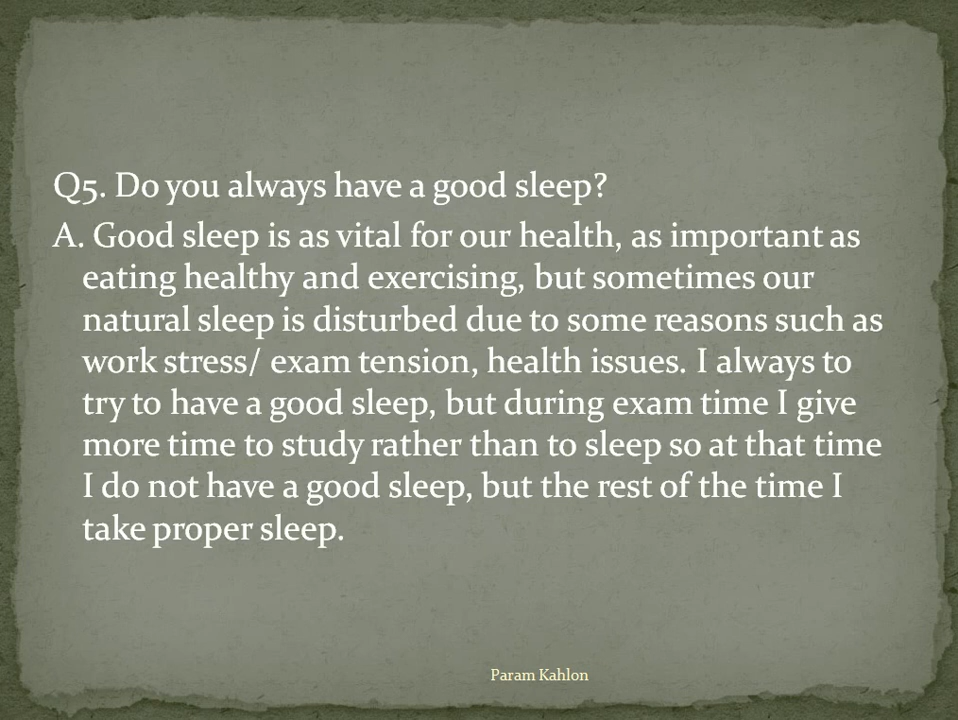 Q5. Do you always have a good sleep?
A. Good sleep is as vital for our health, as important as
eating healthy and exercising, but sometimes our
natural sleep is disturbed due to some reasons such as
work stress/ exam tension, health issues. I always to
try to have a good sleep, but during exam time I give
more time to study rather than to sleep so at that time
I do not have a good sleep, but the rest of the time I
take proper sleep.
Param Kahlon